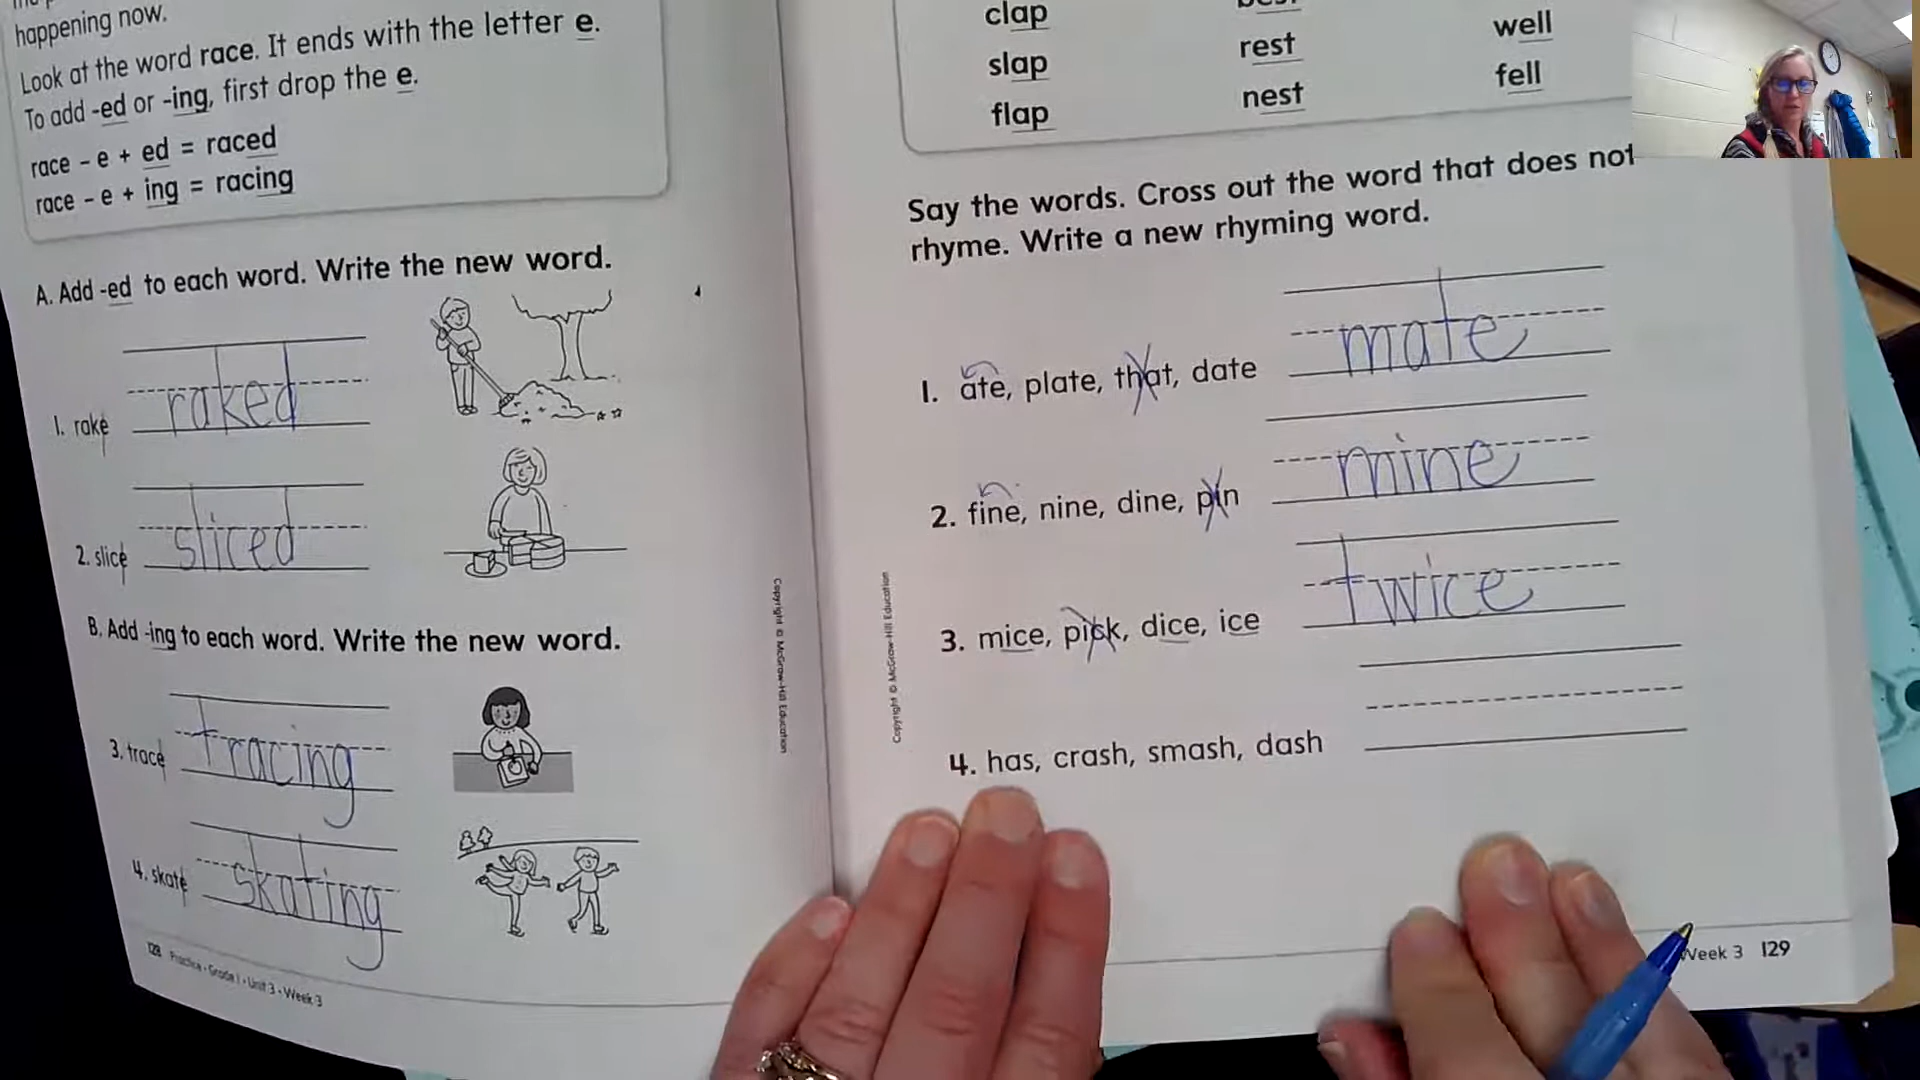 happening now.
Look at the word race. It ends with the letter e.
To add -ed or -ing, first drop the e.
race – e + ed = raced
race – e + ing = racing
A. Add -ed to each word. Write the new word.
1. rake raked
2. slice sliced
B. Add -ing to each word. Write the new word.
3. trace tracing
4. skate skating
128 Practice • Grade 1 • Unit 3 • Week 3
Copyright © McGraw-Hill Education
clap
slap rest well
flap nest fell
Say the words. Cross out the word that does not
rhyme. Write a new rhyming word.
1. ate, plate, that, date mate
2. fine, nine, dine, pin mine
3. mice, pick, dice, ice twice
4. has, crash, smash, dash
Copyright © McGraw-Hill Education
Week 3 129